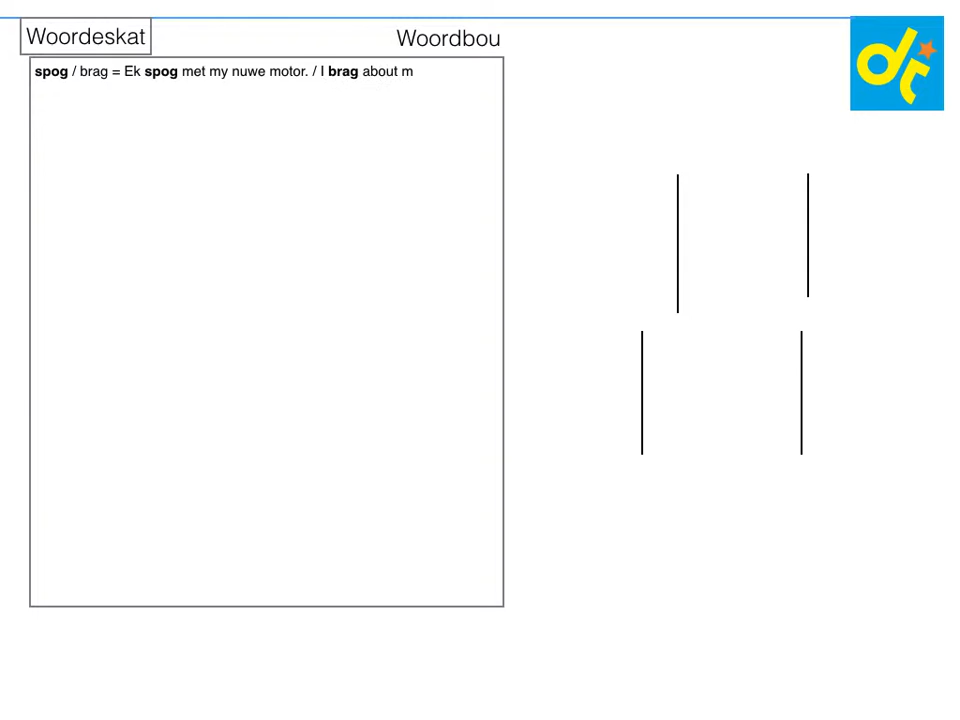 Woordeskat
Woordbou
spog / brag = Ek spog met my nuwe motor. / I brag about m